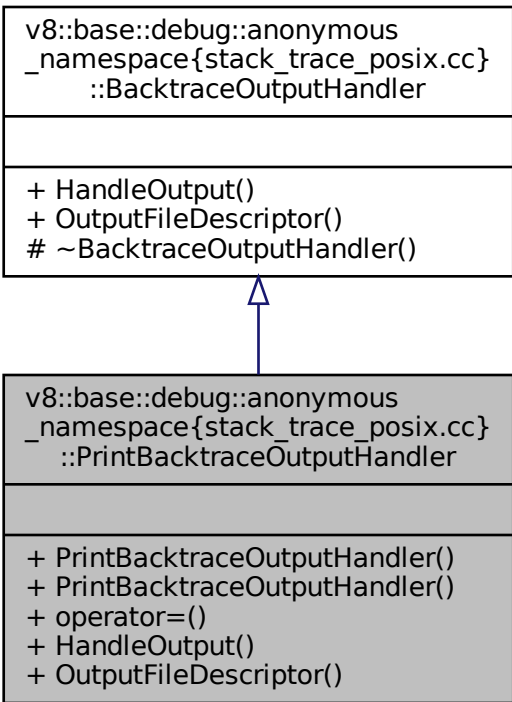 v8::base::debug::anonymous
_namespace{stack_trace_posix.cc}
::BacktraceOutputHandler
+ HandleOutput()
+ OutputFileDescriptor()
# ~BacktraceOutputHandler()
v8::base::debug::anonymous
_namespace{stack_trace_posix.cc}
::PrintBacktraceOutputHandler
+ PrintBacktraceOutputHandler()
+ PrintBacktraceOutputHandler()
+ operator=()
+ HandleOutput()
+ OutputFileDescriptor()